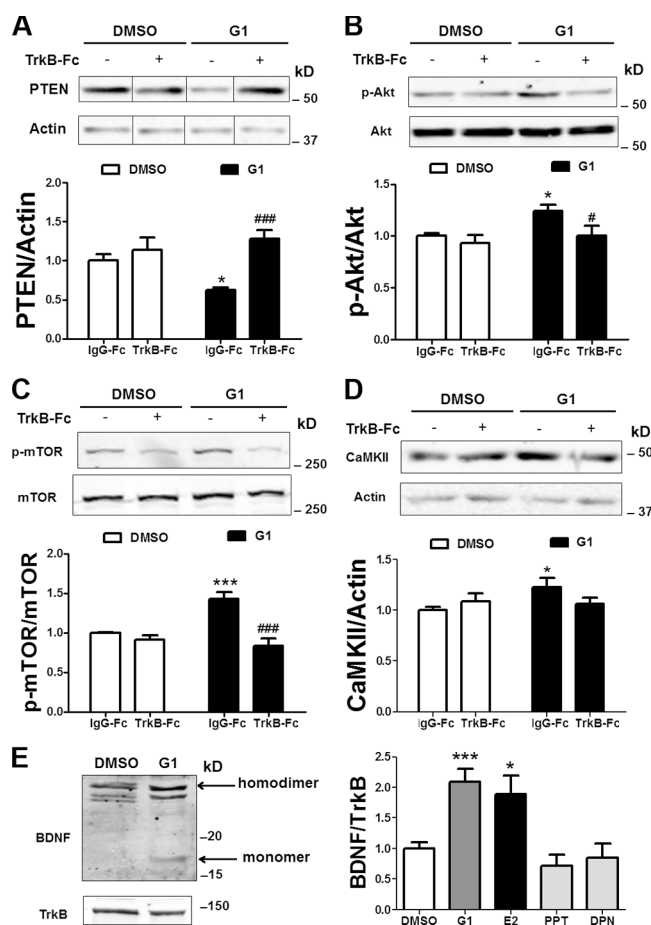 A
DMSO G1
TrkB-Fc - + - + kD
PTEN – 50
Actin – 37
DMSO G1
PTEN/Actin
2.0
1.5
1.0
0.5
0.0
* ###
IgG-Fc TrkB-Fc IgG-Fc TrkB-Fc
B
DMSO G1
TrkB-Fc - + - + kD
p-Akt – 50
Akt – 50
DMSO G1
p-Akt/Akt
1.5
1.0
0.5
0.0
* #
IgG-Fc TrkB-Fc IgG-Fc TrkB-Fc
C
DMSO G1
TrkB-Fc - + - + kD
p-mTOR – 250
mTOR – 250
DMSO G1
p-mTOR/mTOR
2.0
1.5
1.0
0.5
0.0
*** ###
IgG-Fc TrkB-Fc IgG-Fc TrkB-Fc
D
DMSO G1
TrkB-Fc - + - + kD
CaMKII – 50
Actin – 37
DMSO G1
CaMKII/Actin
1.5
1.0
0.5
0.0
*
IgG-Fc TrkB-Fc IgG-Fc TrkB-Fc
E
DMSO G1 kD
homodimer
BDNF –20
monomer
–15
TrkB –150
BDNF/TrkB
2.5
2.0
1.5
1.0
0.5
0.0
*** *
DMSO G1 E2 PPT DPN